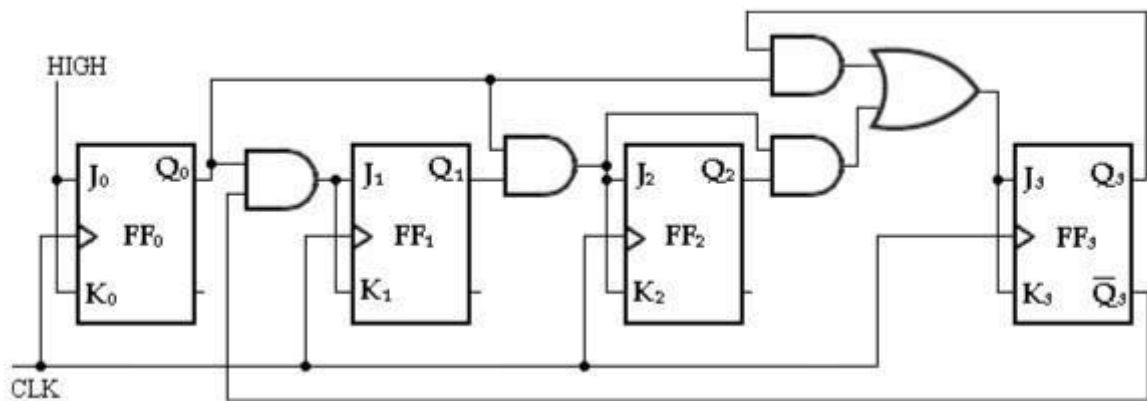 HIGH
J₀ Q₀
FF₀
K₀
J₁ Q₁
FF₁
K₁
J₂ Q₂
FF₂
K₂
J₃ Q₃
FF₃
K₃ Q̅₃
CLK